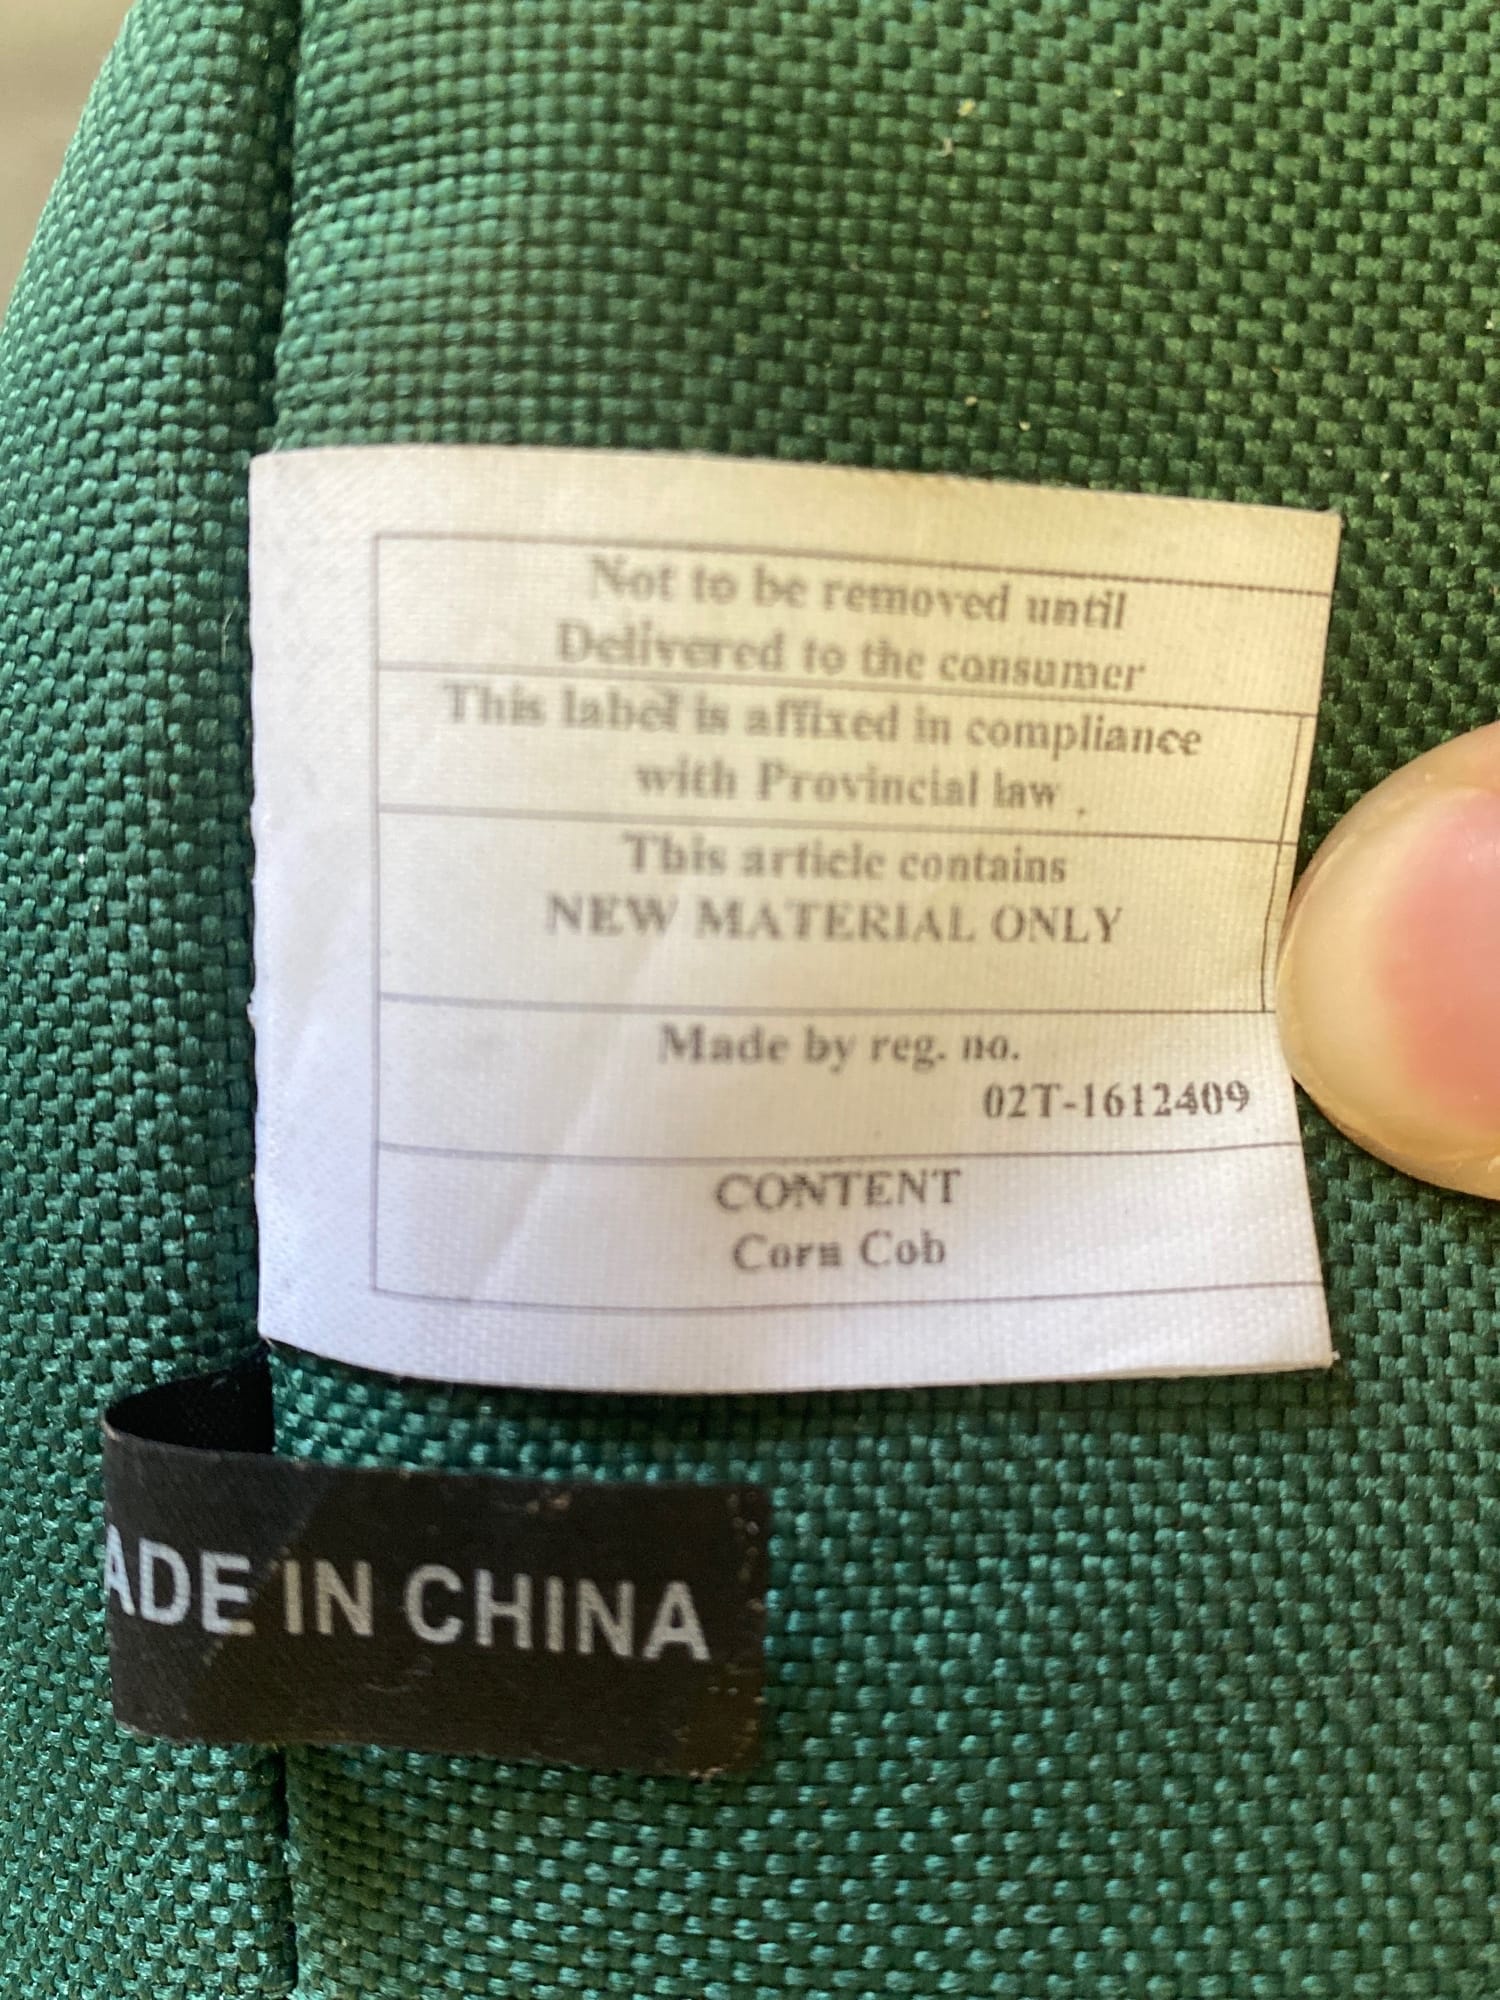 Not to be removed until
Delivered to the consumer
This label is affixed in compliance
with Provincial law .
This article contains
NEW MATERIAL ONLY
Made by reg. no.
02T-1612409
CONTENT
Corn Cob
ADE IN CHINA